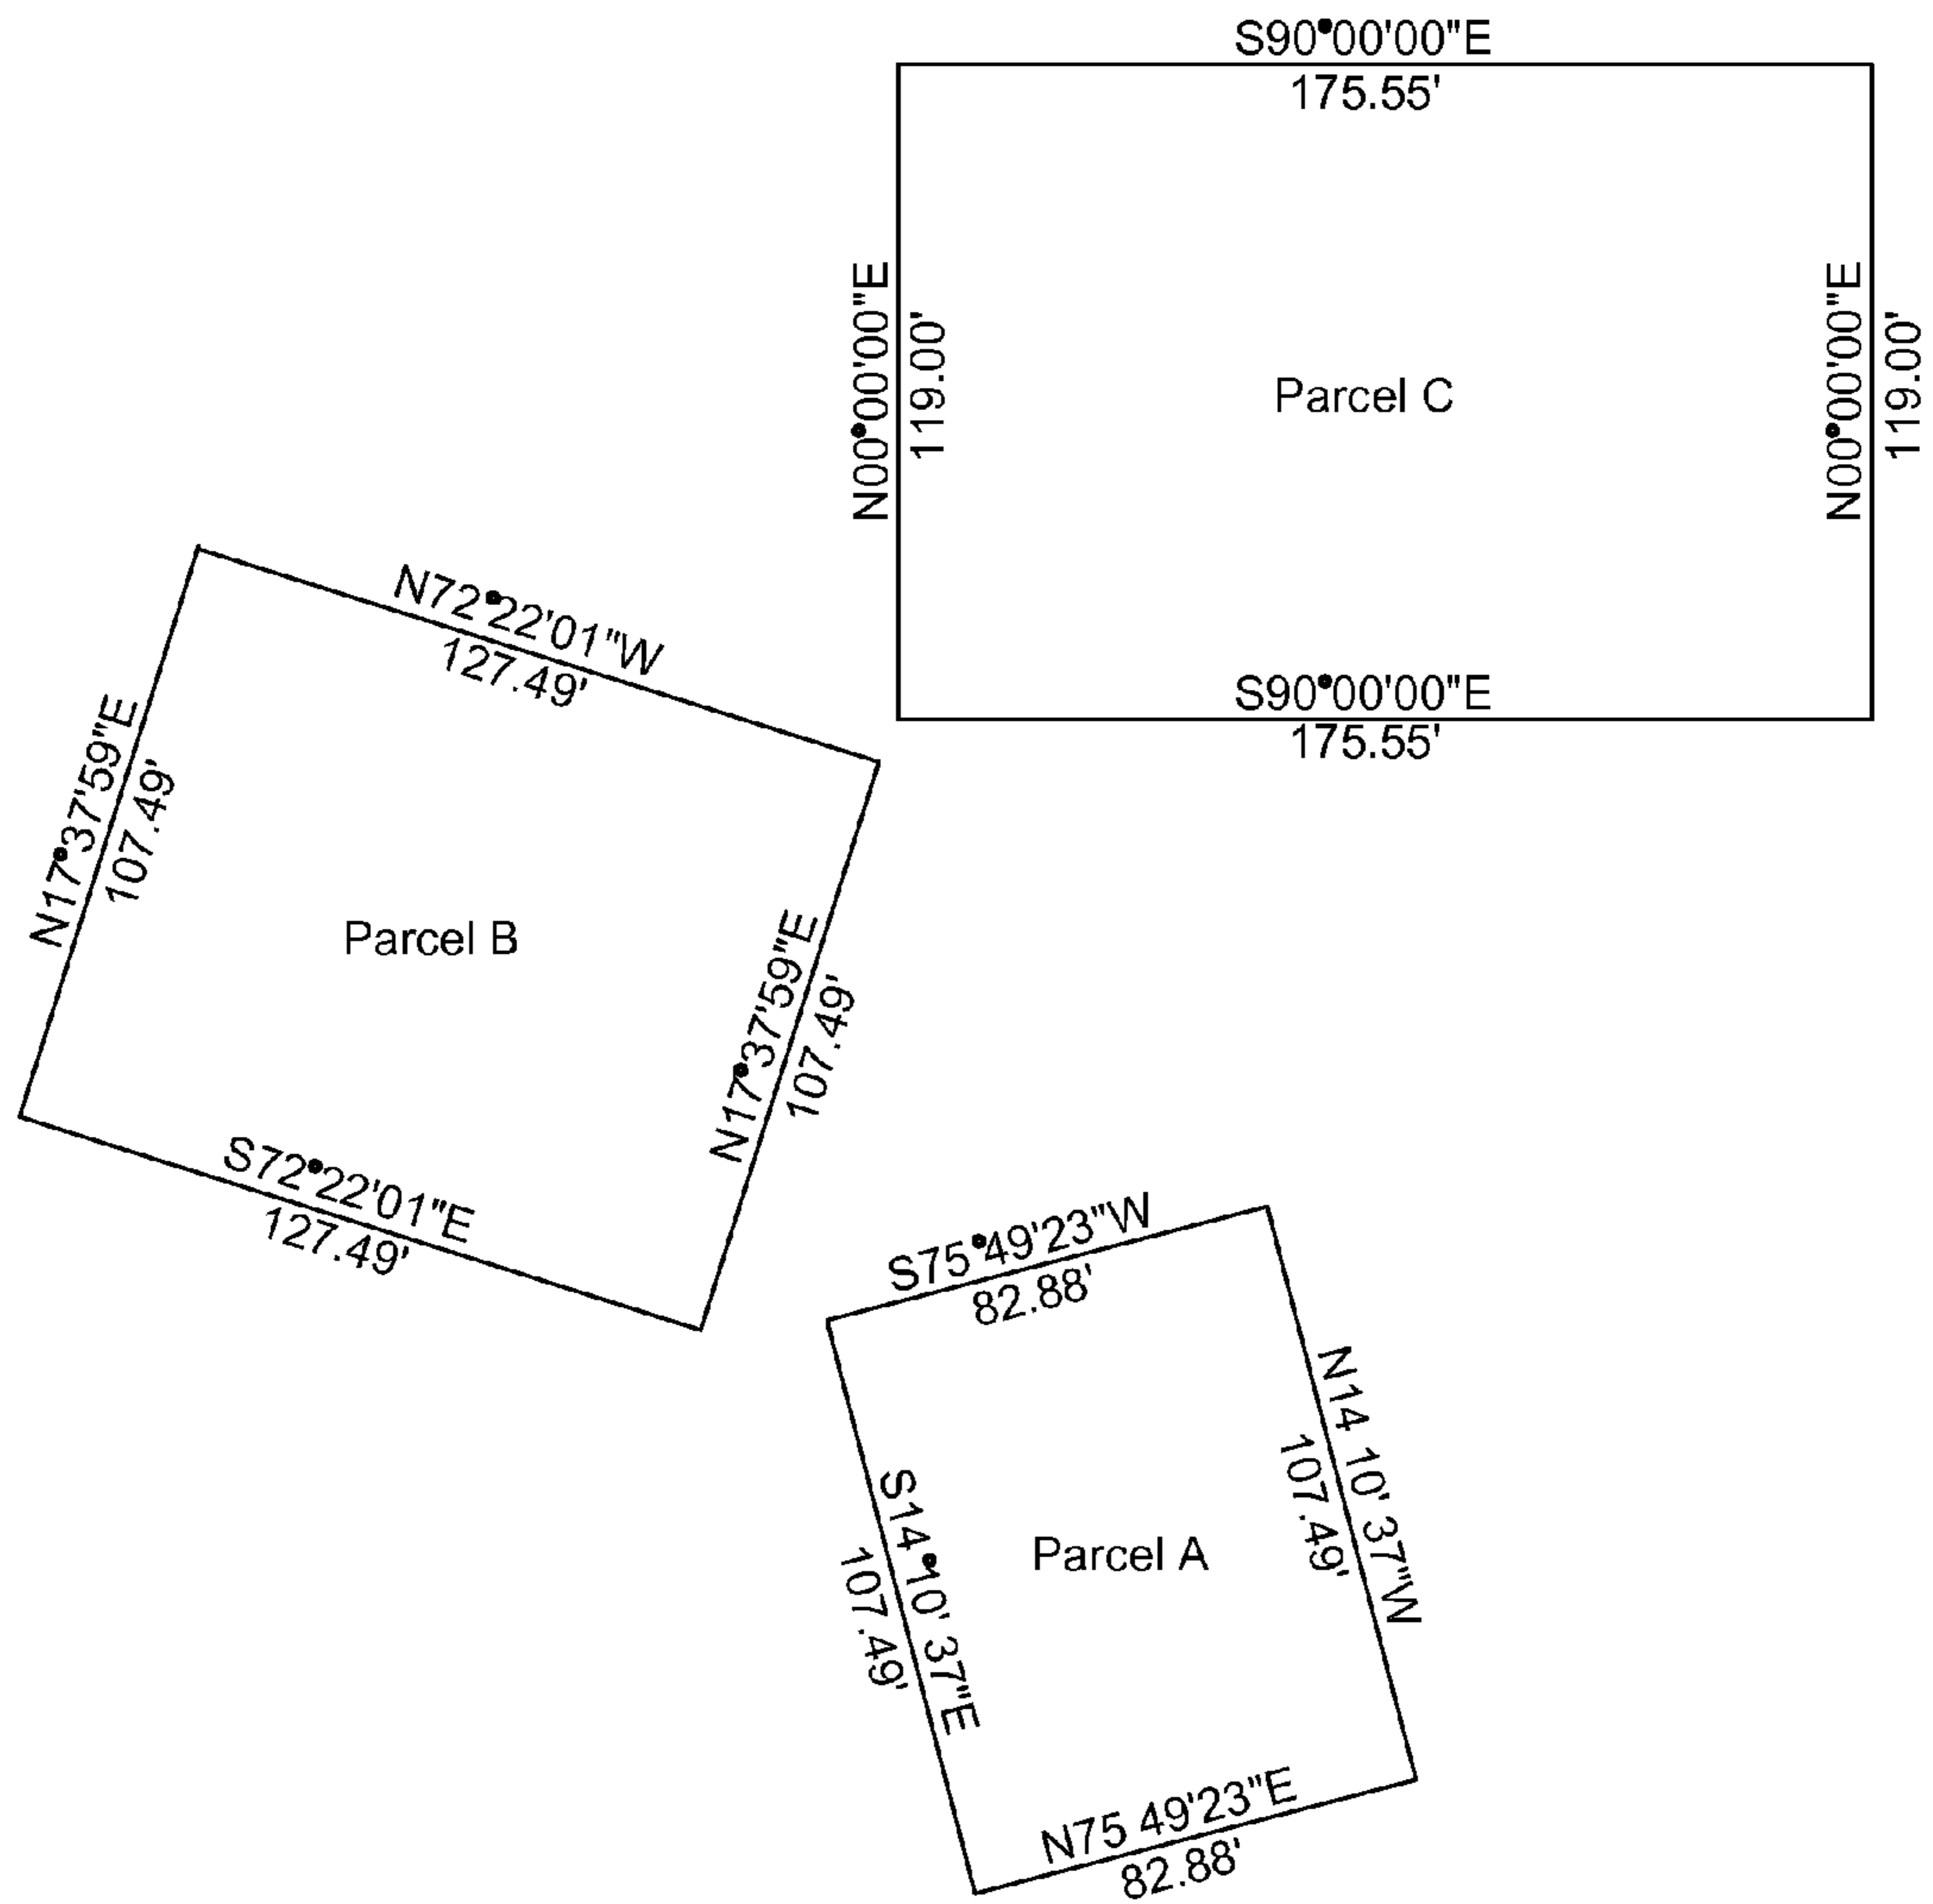 S90°00'00"E
175.55'
N00°00'00"E
119.00'
Parcel C
N00°00'00"E
119.00'
S90°00'00"E
175.55'
N72°22'01"W
127.49'
N17°37'59"E
107.49'
Parcel B
N17°37'59"E
107.49'
S72°22'01"E
127.49'
S75°49'23"W
82.88'
N14 10' 37"W
107.49'
S14°10' 37"E
107.49'
Parcel A
N75 49'23"E
82.88'